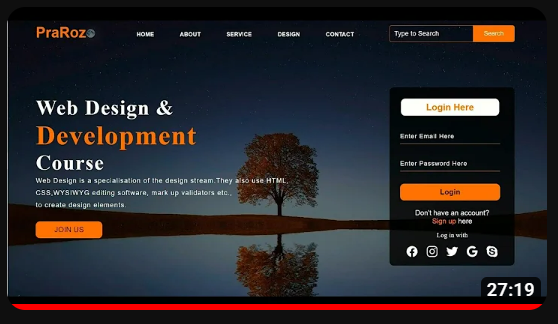 PraRoz
HOME ABOUT SERVICE DESIGN CONTACT
Type to Search Search
Web Design &
Development
Course
Web Design is a specialisation of the design stream.They also use HTML,
CSS,WYSIWYG editing software, mark up validators etc.,
to create design elements.
JOIN US
Login Here
Enter Email Here
Enter Password Here
Login
Don't have an account?
Sign up here
Log in with
27:19